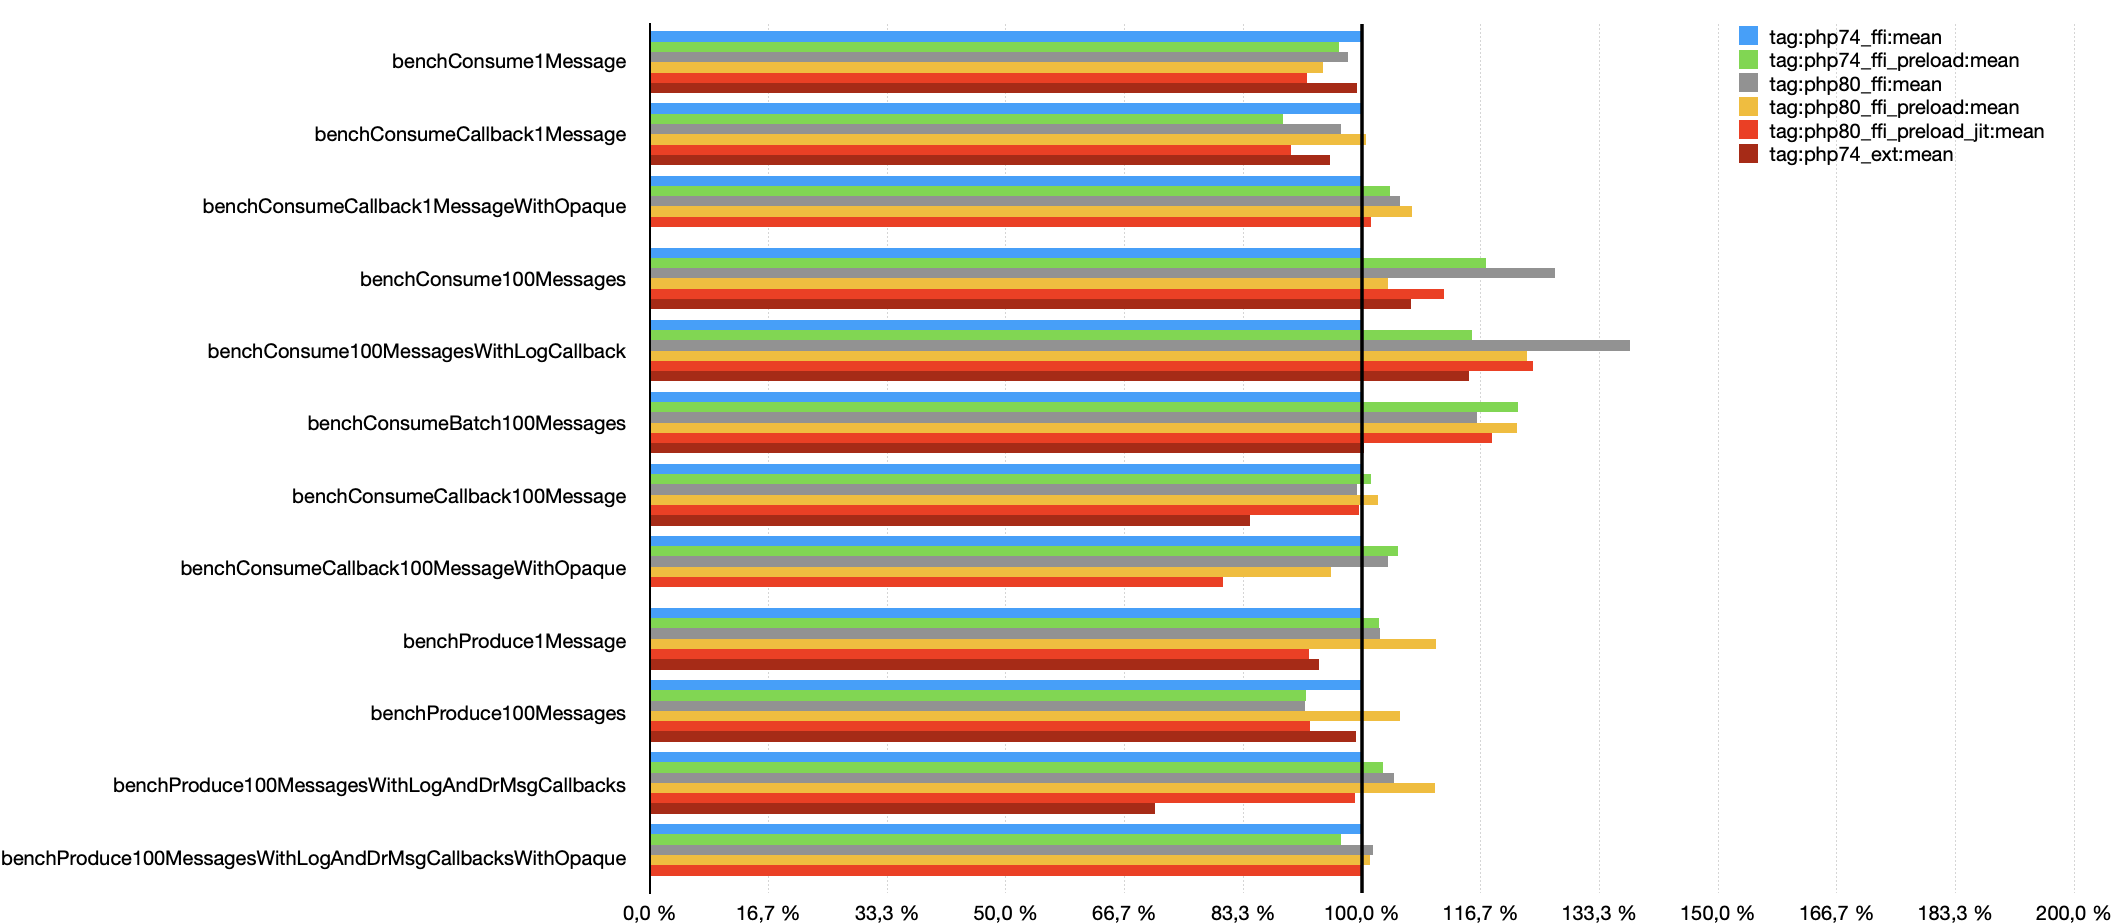 benchConsume1Message
benchConsumeCallback1Message
benchConsumeCallback1MessageWithOpaque
benchConsume100Messages
benchConsume100MessagesWithLogCallback
benchConsumeBatch100Messages
benchConsumeCallback100Message
benchConsumeCallback100MessageWithOpaque
benchProduce1Message
benchProduce100Messages
benchProduce100MessagesWithLogAndDrMsgCallbacks
benchProduce100MessagesWithLogAndDrMsgCallbacksWithOpaque
0,0 % 16,7 % 33,3 % 50,0 % 66,7 % 83,3 % 100,0 % 116,7 % 133,3 % 150,0 % 166,7 % 183,3 % 200,0 %
tag:php74_ffi:mean
tag:php74_ffi_preload:mean
tag:php80_ffi:mean
tag:php80_ffi_preload:mean
tag:php80_ffi_preload_jit:mean
tag:php74_ext:mean